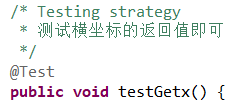 /* Testing strategy
* 测试横坐标的返回值即可
*/
@Test
public void testGetx() {